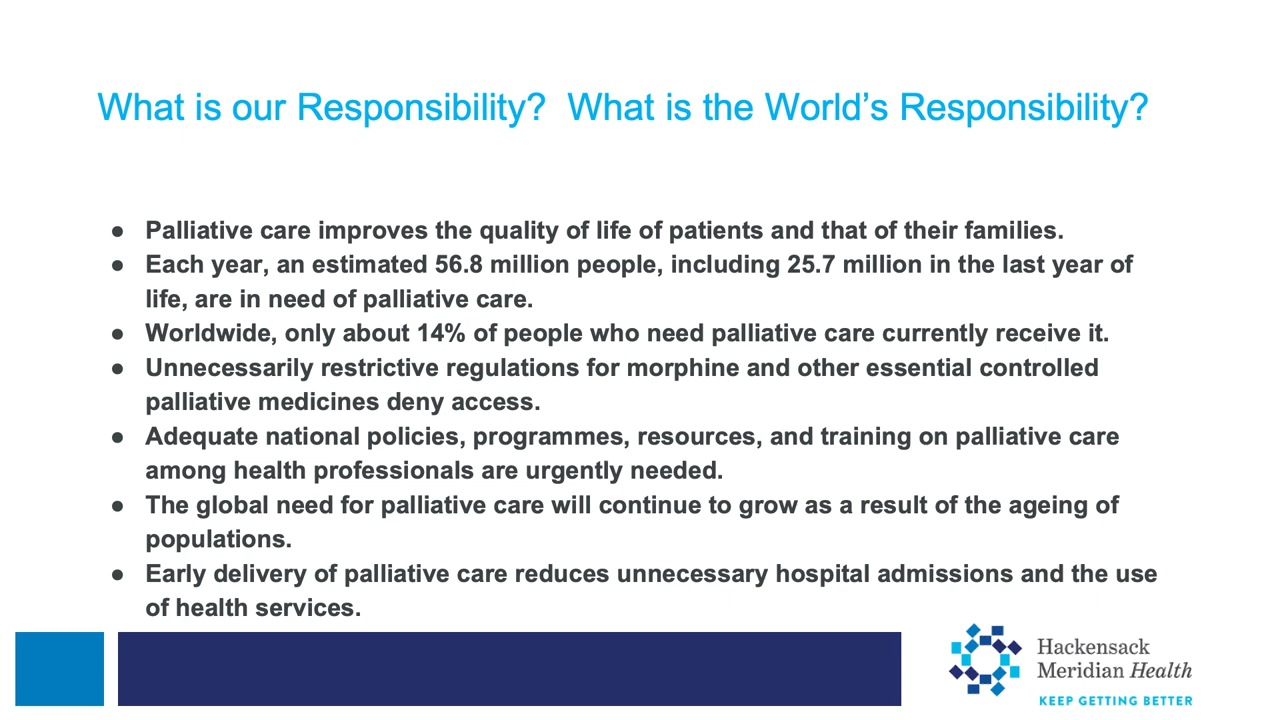 What is our Responsibility?  What is the World’s Responsibility?
● Palliative care improves the quality of life of patients and that of their families.
● Each year, an estimated 56.8 million people, including 25.7 million in the last year of
life, are in need of palliative care.
● Worldwide, only about 14% of people who need palliative care currently receive it.
● Unnecessarily restrictive regulations for morphine and other essential controlled
palliative medicines deny access.
● Adequate national policies, programmes, resources, and training on palliative care
among health professionals are urgently needed.
● The global need for palliative care will continue to grow as a result of the ageing of
populations.
● Early delivery of palliative care reduces unnecessary hospital admissions and the use
of health services.
Hackensack
Meridian Health
KEEP GETTING BETTER